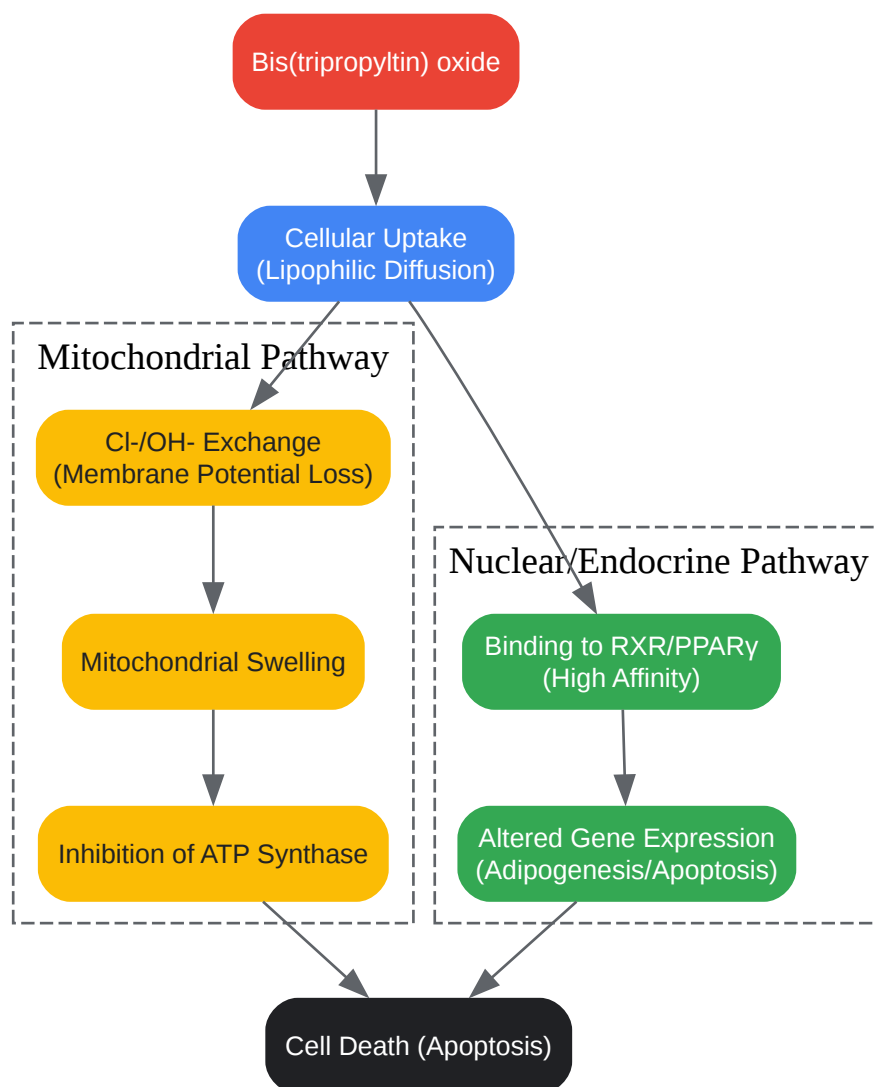 Bis(tripropyltin) oxide
Cellular Uptake
(Lipophilic Diffusion)
Mitochondrial Pathway
Cl-/OH- Exchange
(Membrane Potential Loss)
Mitochondrial Swelling
Inhibition of ATP Synthase
Nuclear/Endocrine Pathway
Binding to RXR/PPARγ
(High Affinity)
Altered Gene Expression
(Adipogenesis/Apoptosis)
Cell Death (Apoptosis)